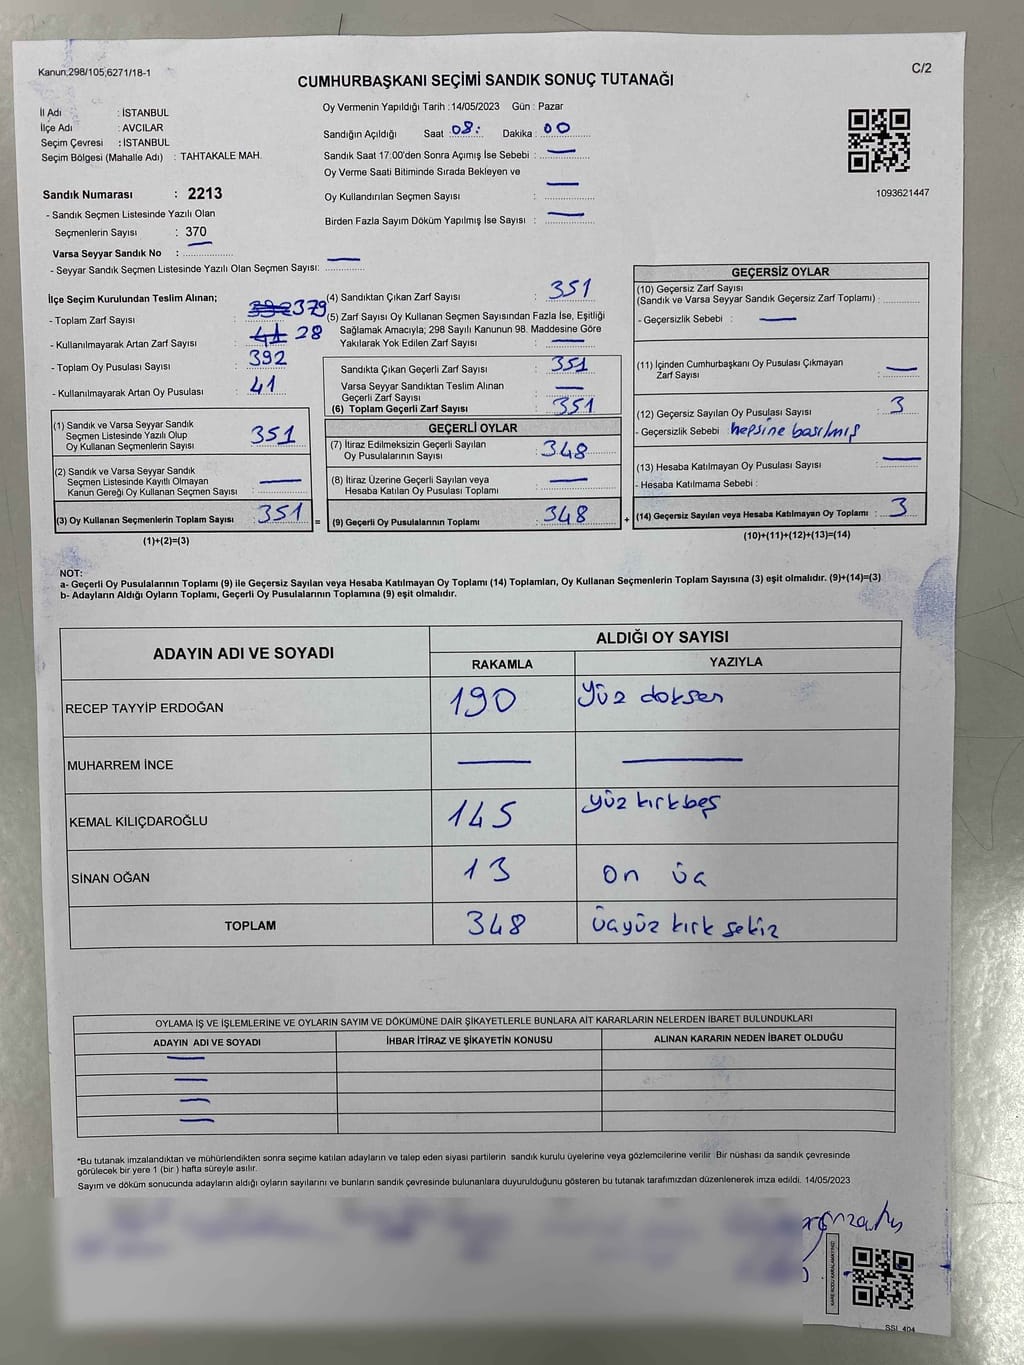 Kanun;298/105,6271/18-1
C/2
CUMHURBAŞKANI SEÇİMİ SANDIK SONUÇ TUTANAĞI
İl Adı : İSTANBUL
İlçe Adı : AVCILAR
Seçim Çevresi : İSTANBUL
Seçim Bölgesi (Mahalle Adı) : TAHTAKALE MAH.
Oy Vermenin Yapıldığı Tarih :14/05/2023 Gün : Pazar
Sandığın Açıldığı Saat : 08: Dakika : 00
Sandık Saat 17:00'den Sonra Açımış İse Sebebi : —
Oy Verme Saati Bitiminde Sırada Bekleyen ve
Oy Kullandırılan Seçmen Sayısı : —
Birden Fazla Sayım Döküm Yapılmış İse Sayısı : —
1093621447
Sandık Numarası : 2213
- Sandık Seçmen Listesinde Yazılı Olan
Seçmenlerin Sayısı : 370
Varsa Seyyar Sandık No : —
- Seyyar Sandık Seçmen Listesinde Yazılı Olan Seçmen Sayısı: —
İlçe Seçim Kurulundan Teslim Alınan;
- Toplam Zarf Sayısı : 392 379
- Kullanılmayarak Artan Zarf Sayısı : 41 28
- Toplam Oy Pusulası Sayısı : 392
- Kullanılmayarak Artan Oy Pusulası : 41
(1) Sandık ve Varsa Seyyar Sandık
Seçmen Listesinde Yazılı Olup
Oy Kullanan Seçmenlerin Sayısı : 351
(2) Sandık ve Varsa Seyyar Sandık
Seçmen Listesinde Kayıtlı Olmayan
Kanun Gereği Oy Kullanan Seçmen Sayısı : —
(3) Oy Kullanan Seçmenlerin Toplam Sayısı : 351
(1)+(2)=(3)
(4) Sandıktan Çıkan Zarf Sayısı : 351
(5) Zarf Sayısı Oy Kullanan Seçmen Sayısından Fazla İse, Eşitliği
Sağlamak Amacıyla; 298 Sayılı Kanunun 98. Maddesine Göre
Yakılarak Yok Edilen Zarf Sayısı : —
Sandıkta Çıkan Geçerli Zarf Sayısı : 351
Varsa Seyyar Sandıktan Teslim Alınan
Geçerli Zarf Sayısı : —
(6) Toplam Geçerli Zarf Sayısı : 351
GEÇERLİ OYLAR
(7) İtiraz Edilmeksizin Geçerli Sayılan
Oy Pusulalarının Sayısı : 348
(8) İtiraz Üzerine Geçerli Sayılan veya
Hesaba Katılan Oy Pusulası Toplamı : —
= (9) Geçerli Oy Pusulalarının Toplamı : 348
GEÇERSİZ OYLAR
(10) Geçersiz Zarf Sayısı
(Sandık ve Varsa Seyyar Sandık Geçersiz Zarf Toplamı) :
- Geçersizlik Sebebi : —
(11) İçinden Cumhurbaşkanı Oy Pusulası Çıkmayan
Zarf Sayısı : —
(12) Geçersiz Sayılan Oy Pusulası Sayısı : 3
- Geçersizlik Sebebi : hepsine basılmış
(13) Hesaba Katılmayan Oy Pusulası Sayısı : —
- Hesaba Katılmama Sebebi :
+ (14) Geçersiz Sayılan veya Hesaba Katılmayan Oy Toplamı : 3
(10)+(11)+(12)+(13)=(14)
NOT:
a- Geçerli Oy Pusulalarının Toplamı (9) ile Geçersiz Sayılan veya Hesaba Katılmayan Oy Toplamı (14) Toplamları, Oy Kullanan Seçmenlerin Toplam Sayısına (3) eşit olmalıdır. (9)+(14)=(3)
b- Adayların Aldığı Oyların Toplamı, Geçerli Oy Pusulalarının Toplamına (9) eşit olmalıdır.
ADAYIN ADI VE SOYADI ALDIĞI OY SAYISI
RAKAMLA YAZIYLA
RECEP TAYYİP ERDOĞAN 190 Yüz doksan
MUHARREM İNCE — —
KEMAL KILIÇDAROĞLU 145 yüz kırkbeş
SİNAN OĞAN 13 on üç
TOPLAM 348 üçyüz kırk sekiz
OYLAMA İŞ VE İŞLEMLERİNE VE OYLARIN SAYIM VE DÖKÜMÜNE DAİR ŞİKAYETLERLE BUNLARA AİT KARARLARIN NELERDEN İBARET BULUNDUKLARI
ADAYIN ADI VE SOYADI İHBAR İTİRAZ VE ŞİKAYETİN KONUSU ALINAN KARARIN NEDEN İBARET OLDUĞU
—
—
—
—
*Bu tutanak imzalandıktan ve mühürlendikten sonra seçime katılan adayların ve talep eden siyasi partilerin sandık kurulu üyelerine veya gözlemcilerine verilir. Bir nüshası da sandık çevresinde
görülecek bir yere 1 (bir ) hafta süreyle asılır.
Sayım ve döküm sonucunda adayların aldığı oyların sayılarını ve bunların sandık çevresinde bulunanlara duyurulduğunu gösteren bu tutanak tarafımızdan düzenlenerek imza edildi. 14/05/2023
KARE KODU KARALAMAYINIZ!
SSI_404